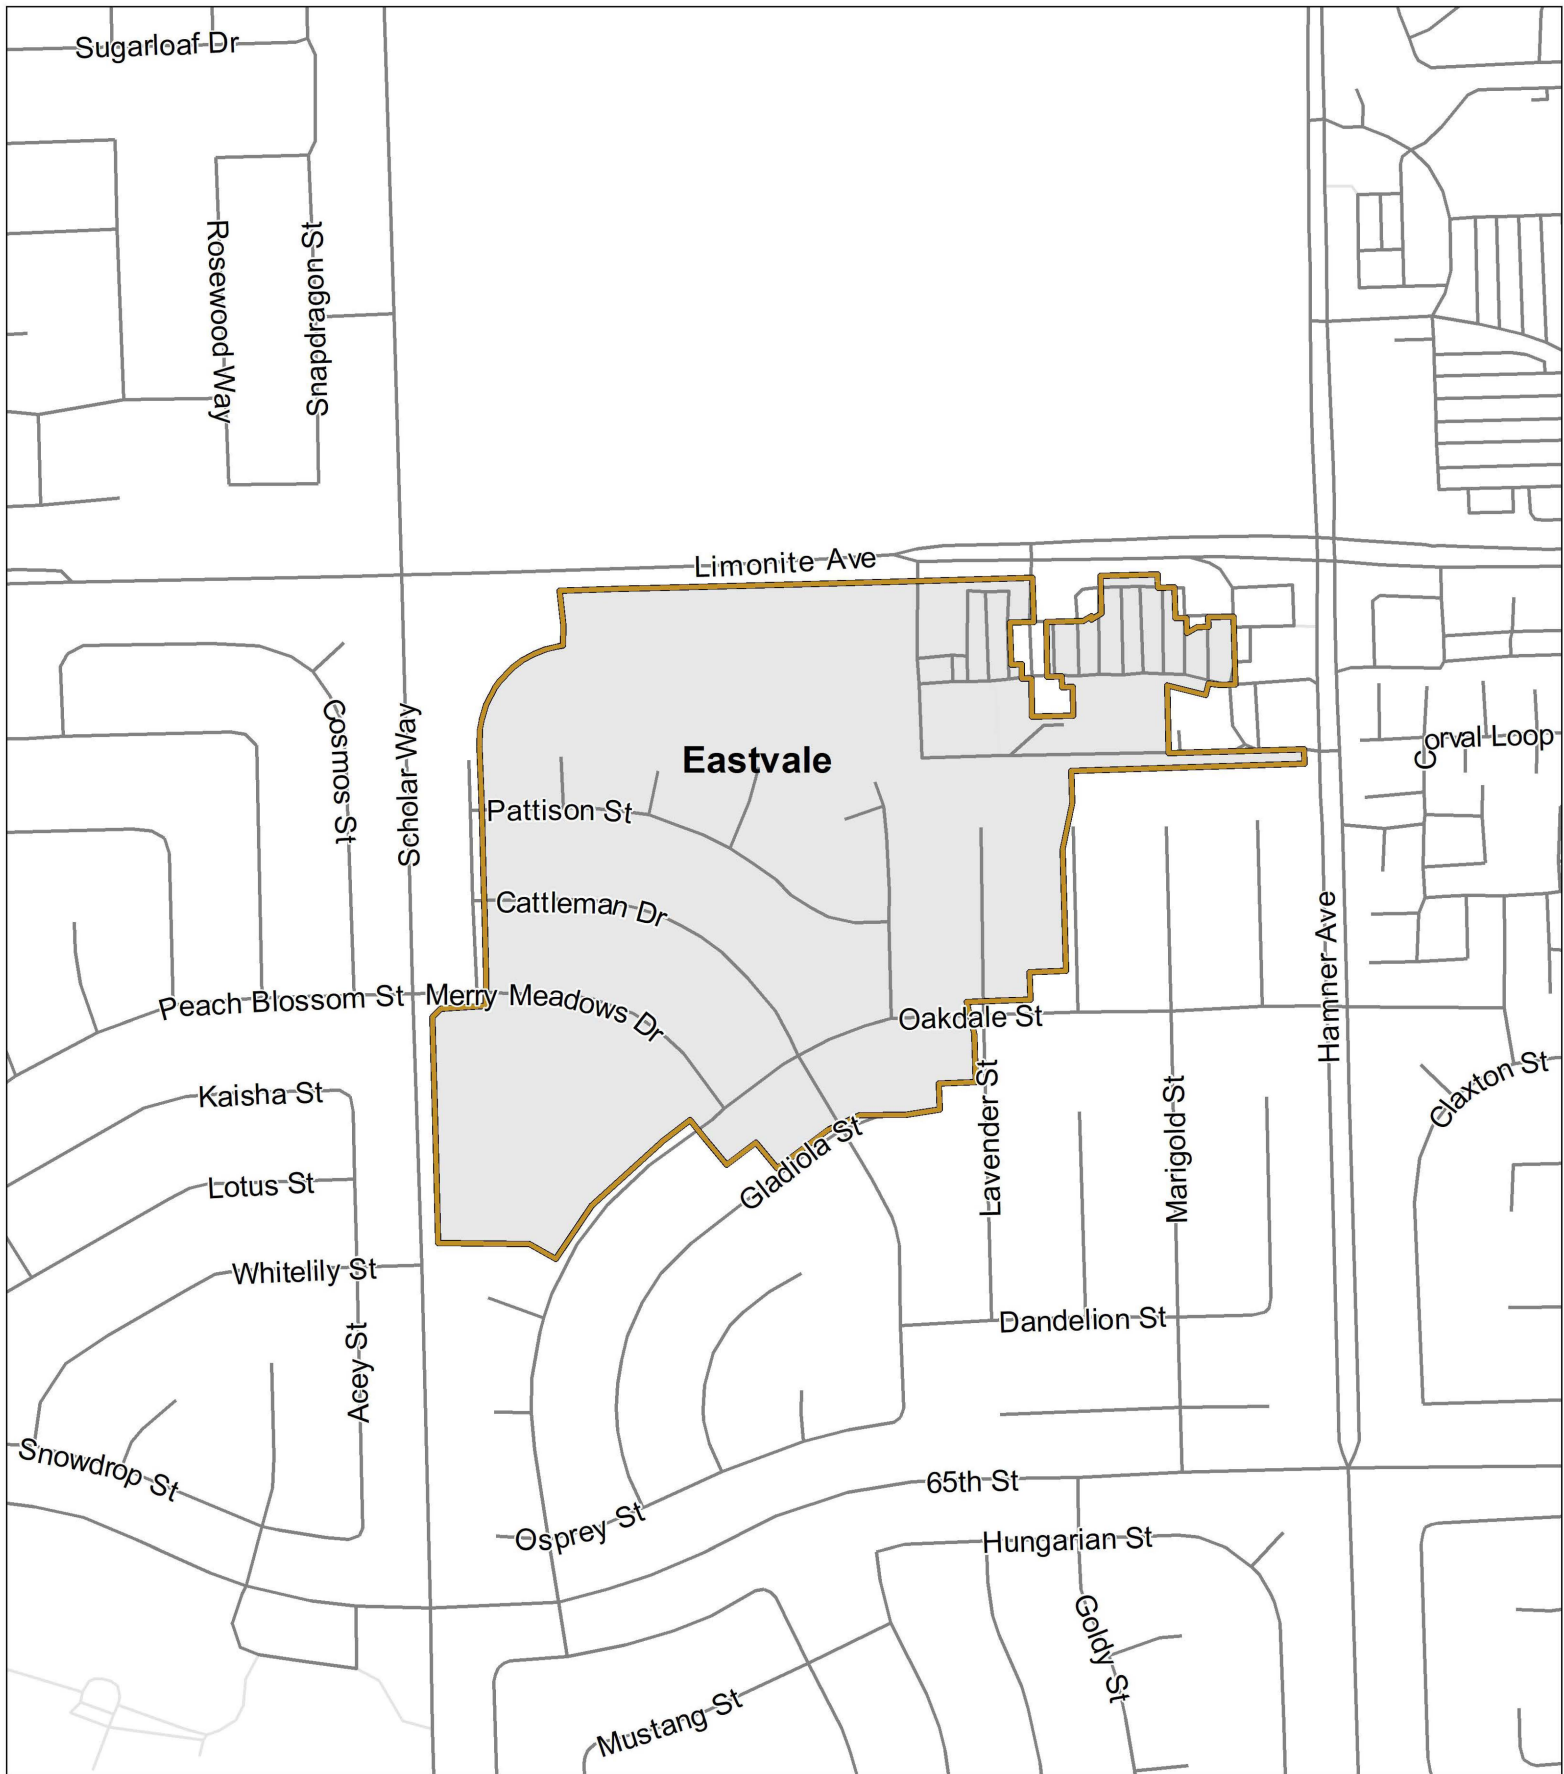 Sugarloaf Dr
Rosewood Way
Snapdragon St
Limonite Ave
Cosmos St
Scholar Way
Eastvale
Corval Loop
Pattison St
Cattleman Dr
Hamner Ave
Peach Blossom St
Merry Meadows Dr
Oakdale St
Kaisha St
Lavender St
Marigold St
Claxton St
Gladiola St
Lotus St
Whitelily St
Acey St
Dandelion St
Snowdrop St
65th St
Osprey St
Hungarian St
Goldy St
Mustang St